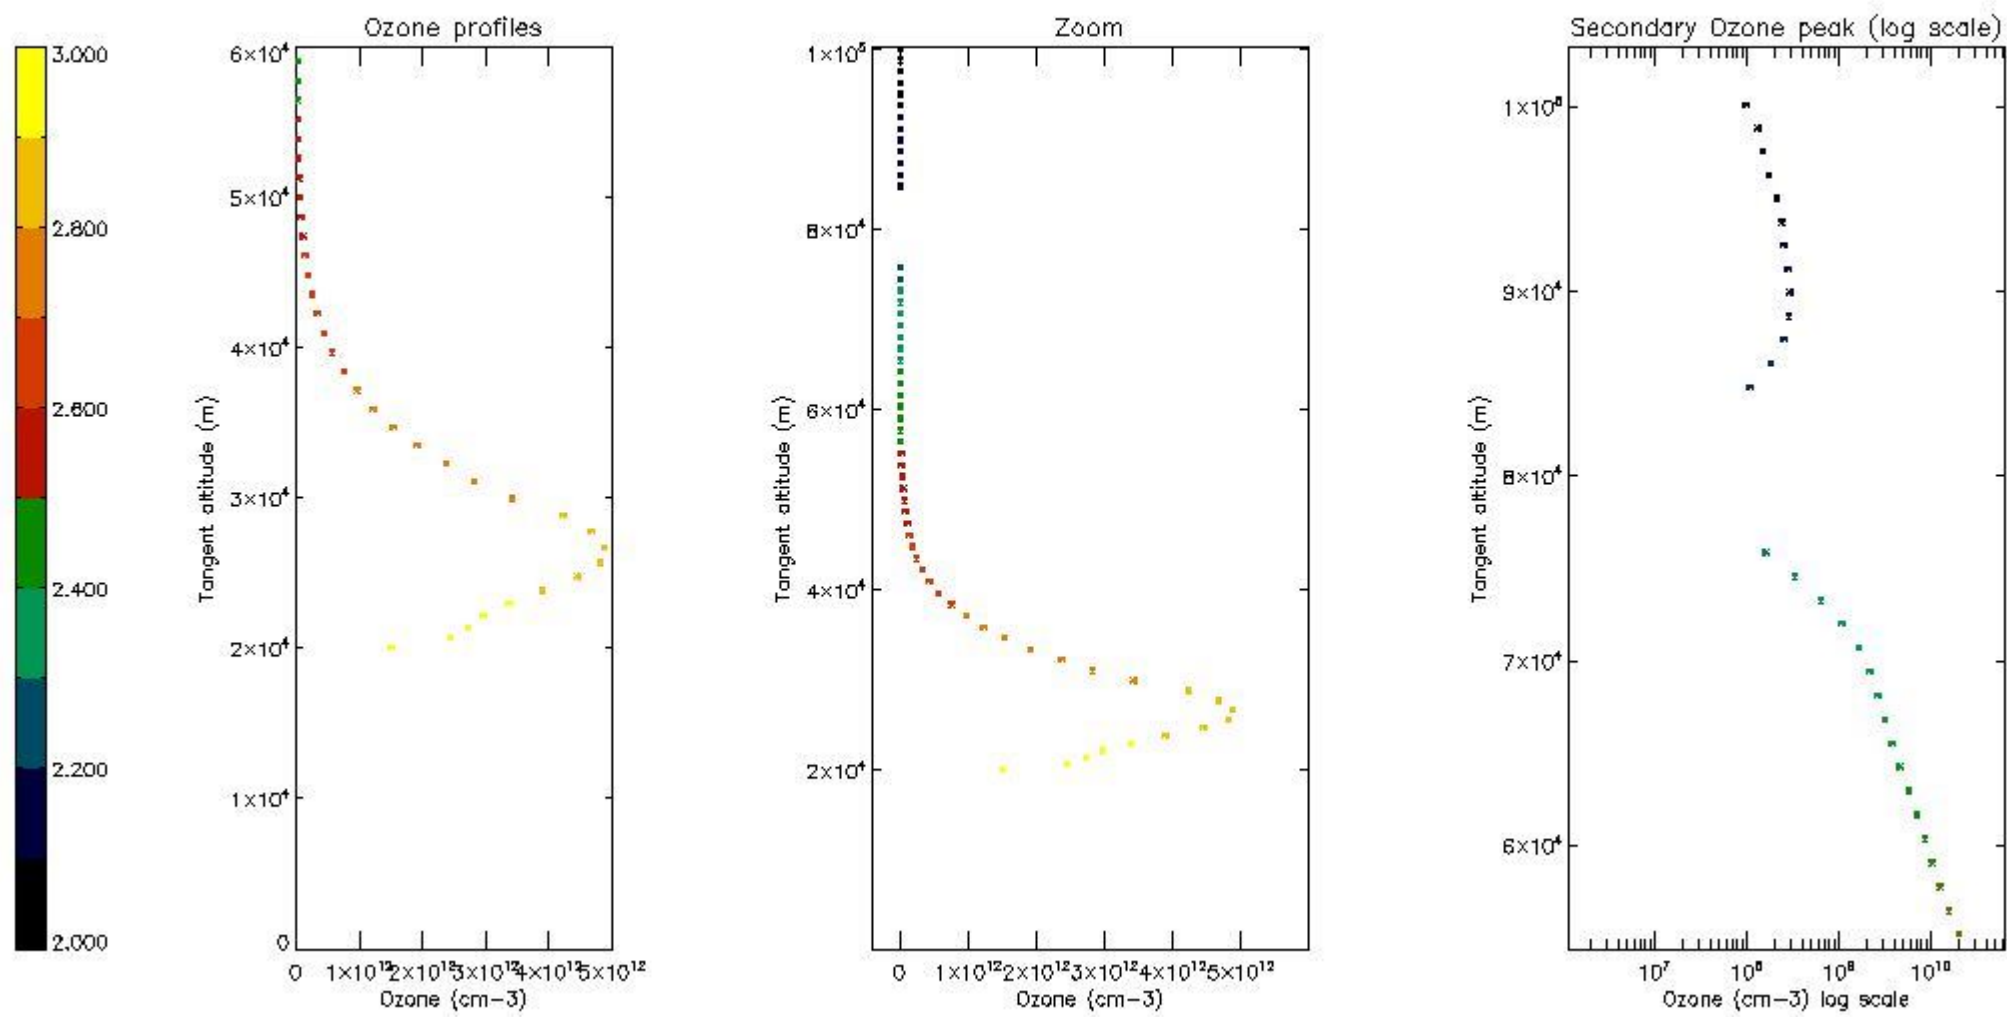 Ozone profiles
Zoom
Secondary Ozone peak (log scale)
3.000
2.800
2.600
2.400
2.200
2.000
6×10⁴
5×10⁴
4×10⁴
3×10⁴
2×10⁴
1×10⁴
0
Tangent altitude (m)
0 1×10¹² 2×10¹² 3×10¹² 4×10¹² 5×10¹²
Ozone (cm-3)
1×10⁵
8×10⁴
6×10⁴
4×10⁴
2×10⁴
Tangent altitude (m)
0 1×10¹² 2×10¹² 3×10¹² 4×10¹² 5×10¹²
Ozone (cm-3)
1×10⁵
9×10⁴
8×10⁴
7×10⁴
6×10⁴
Tangent altitude (m)
10⁷ 10⁸ 10⁹ 10¹⁰
Ozone (cm-3) log scale